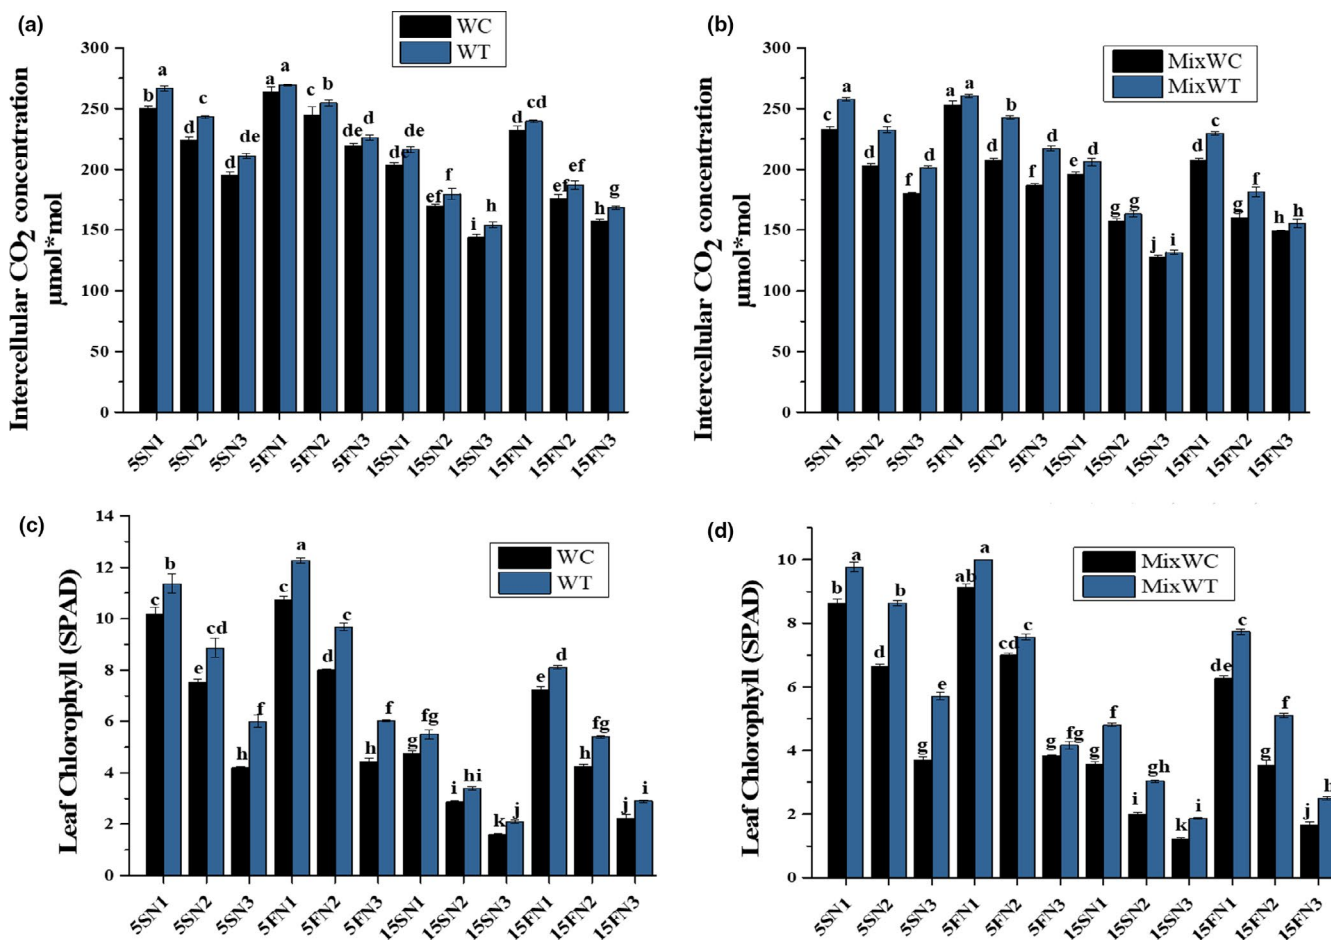 (a)
WC
WT
Intercellular CO2 concentration
μmol*mol
300
250
200
150
100
50
0
b a d c d de a a c b de d de de ef f i h d cd ef ef h g
5SN1 5SN2 5SN3 5FN1 5FN2 5FN3 15SN1 15SN2 15SN3 15FN1 15FN2 15FN3
(b)
MixWC
MixWT
Intercellular CO2 concentration
μmol*mol
300
250
200
150
100
50
0
c a d c f d a a d b f d e d g g j i d c g f h h
5SN1 5SN2 5SN3 5FN1 5FN2 5FN3 15SN1 15SN2 15SN3 15FN1 15FN2 15FN3
(c)
WC
WT
Leaf Chlorophyll (SPAD)
14
12
10
8
6
4
2
0
c b e cd h f c a d c h f g fg i hi k j e d h fg j i
5SN1 5SN2 5SN3 5FN1 5FN2 5FN3 15SN1 15SN2 15SN3 15FN1 15FN2 15FN3
(d)
MixWC
MixWT
Leaf Chlorophyll (SPAD)
10
8
6
4
2
0
b a d b g e ab a cd c g fg g f i gh k i de c g f j h
5SN1 5SN2 5SN3 5FN1 5FN2 5FN3 15SN1 15SN2 15SN3 15FN1 15FN2 15FN3